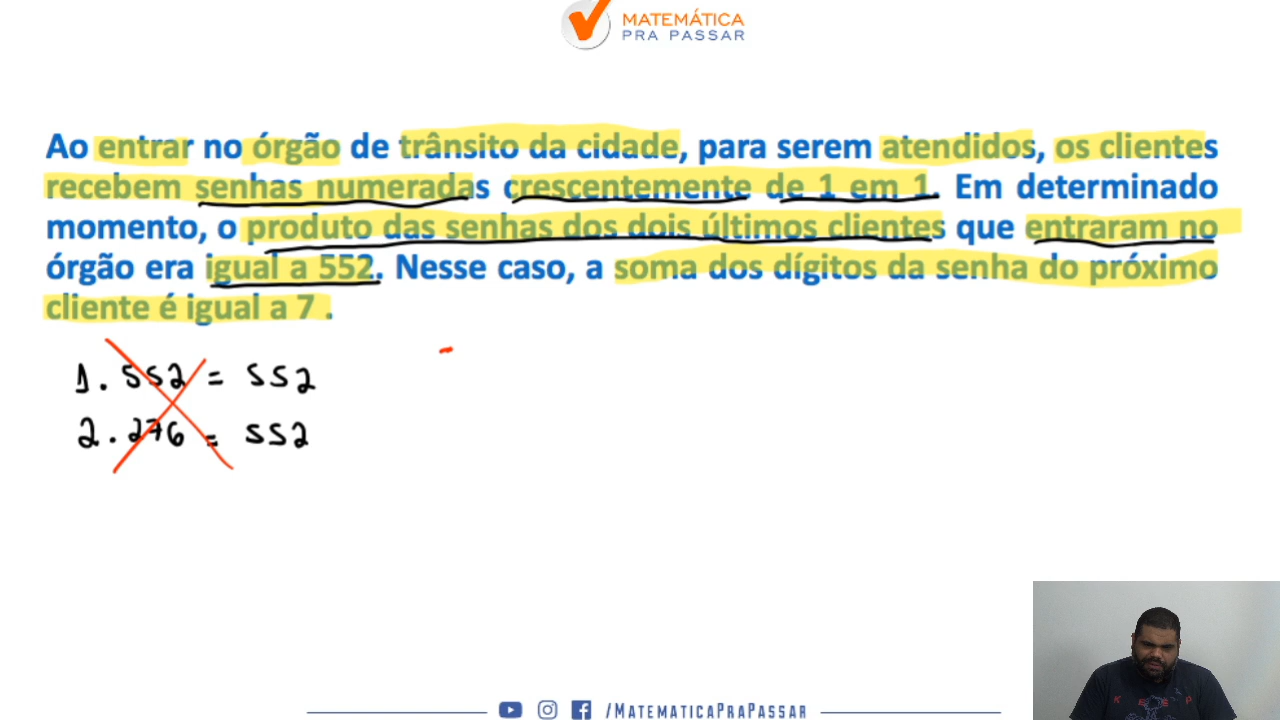 MATEMÁTICA
PRA PASSAR
Ao entrar no órgão de trânsito da cidade, para serem atendidos, os clientes
recebem senhas numeradas crescentemente de 1 em 1. Em determinado
momento, o produto das senhas dos dois últimos clientes que entraram no
órgão era igual a 552. Nesse caso, a soma dos dígitos da senha do próximo
cliente é igual a 7 .
1. 552 = 552
2. 276 = 552
/MATEMATICAPRAPASSAR